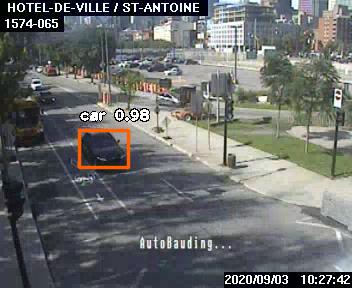 HOTEL-DE-VILLE / ST-ANTOINE
1574-065
car 0.98
AutoBauding...
2020/09/03 10:27:42